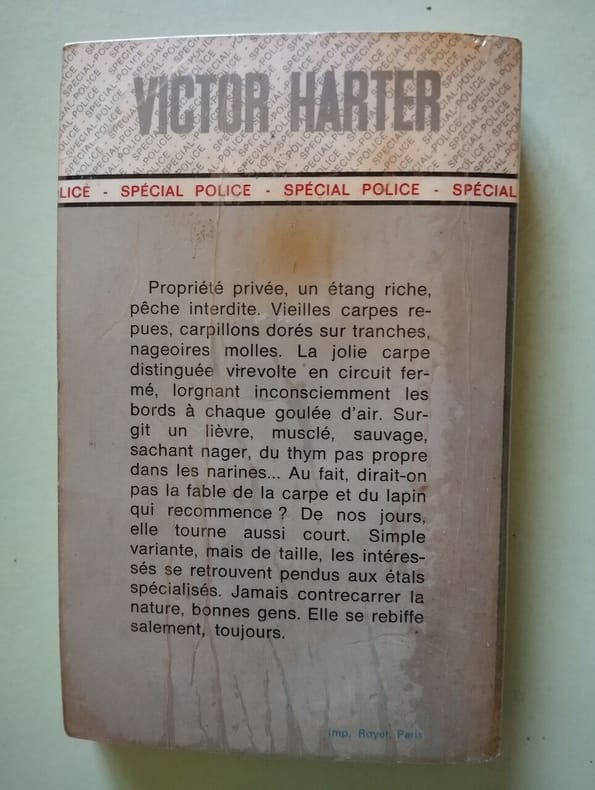 VICTOR HARTER
LICE - SPÉCIAL POLICE - SPÉCIAL POLICE - SPÉCIAL
Propriété privée, un étang riche,
pêche interdite. Vieilles carpes re-
pues, carpillons dorés sur tranches,
nageoires molles. La jolie carpe
distinguée virevolte en circuit fer-
mé, lorgnant inconsciemment les
bords à chaque goulée d'air. Sur-
git un lièvre, musclé, sauvage,
sachant nager, du thym pas propre
dans les narines... Au fait, dirait-on
pas la fable de la carpe et du lapin
qui recommence ? De nos jours,
elle tourne aussi court. Simple
variante, mais de taille, les intéres-
sés se retrouvent pendus aux étals
spécialisés. Jamais contrecarrer la
nature, bonnes gens. Elle se rebiffe
salement, toujours.
Imp. Royer, Paris